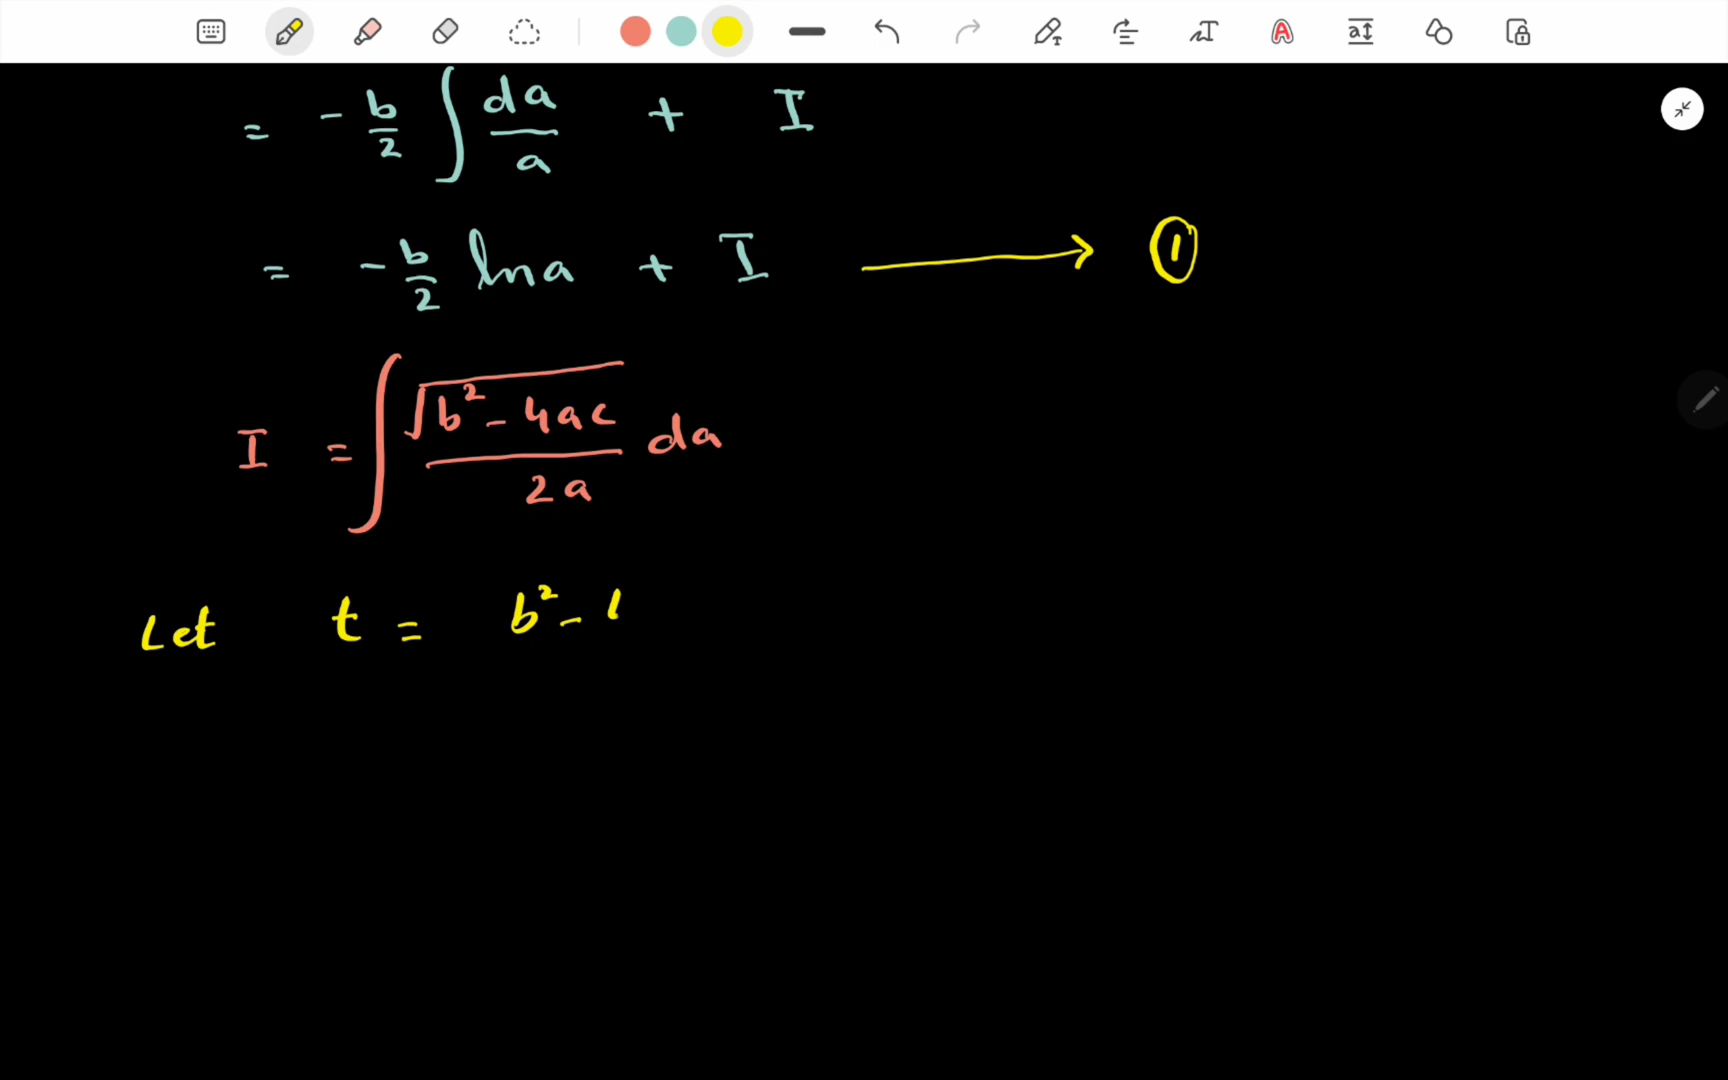 = - b/2 ∫ da/a + I
= - b/2 ln a + I ⟶ ①
I = ∫ √(b² - 4ac)/2a da
Let t = b² -